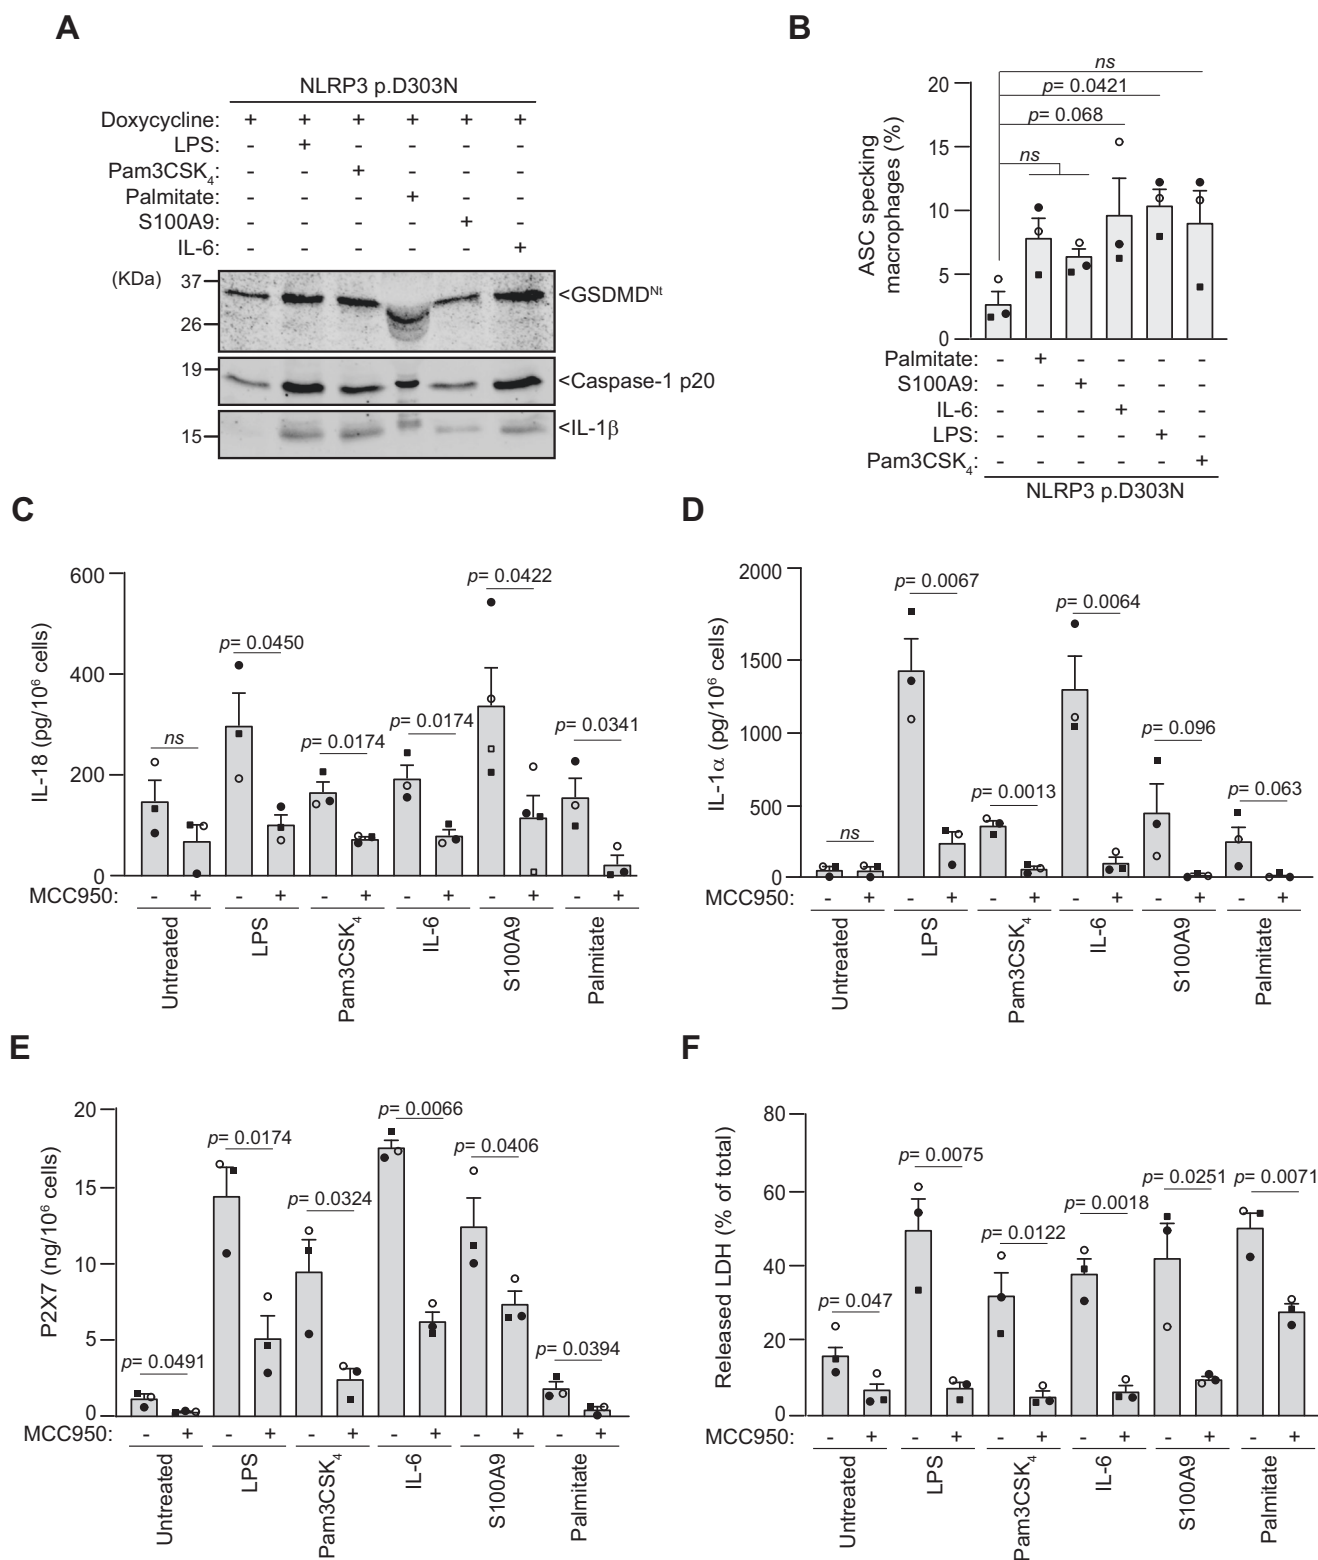 A
NLRP3 p.D303N
Doxycycline: + + + + + +
LPS: - + - - - -
Pam3CSK4: - - + - - -
Palmitate: - - - + - -
S100A9: - - - - + -
IL-6: - - - - - +
(KDa)
37
<GSDMDNt
26
19
<Caspase-1 p20
<IL-1β
15
B
ns
p= 0.0421
p= 0.068
ns
ASC specking
macrophages (%)
20
15
10
5
0
Palmitate: - + - - - -
S100A9: - - + - - -
IL-6: - - - + - -
LPS: - - - - + -
Pam3CSK4: - - - - - +
NLRP3 p.D303N
C
IL-18 (pg/10⁶ cells)
600
400
200
0
ns
p= 0.0450
p= 0.0174
p= 0.0174
p= 0.0422
p= 0.0341
MCC950: - + - + - + - + - + - +
Untreated
LPS
Pam3CSK4
IL-6
S100A9
Palmitate
D
IL-1α (pg/10⁶ cells)
2000
1500
1000
500
0
ns
p= 0.0067
p= 0.0013
p= 0.0064
p= 0.096
p= 0.063
MCC950: - + - + - + - + - + - +
Untreated
LPS
Pam3CSK4
IL-6
S100A9
Palmitate
E
P2X7 (ng/10⁶ cells)
20
15
10
5
0
p= 0.0491
p= 0.0174
p= 0.0324
p= 0.0066
p= 0.0406
p= 0.0394
MCC950: - + - + - + - + - + - +
Untreated
LPS
Pam3CSK4
IL-6
S100A9
Palmitate
F
Released LDH (% of total)
80
60
40
20
0
p= 0.047
p= 0.0075
p= 0.0122
p= 0.0018
p= 0.0251
p= 0.0071
MCC950: - + - + - + - + - + - +
Untreated
LPS
Pam3CSK4
IL-6
S100A9
Palmitate